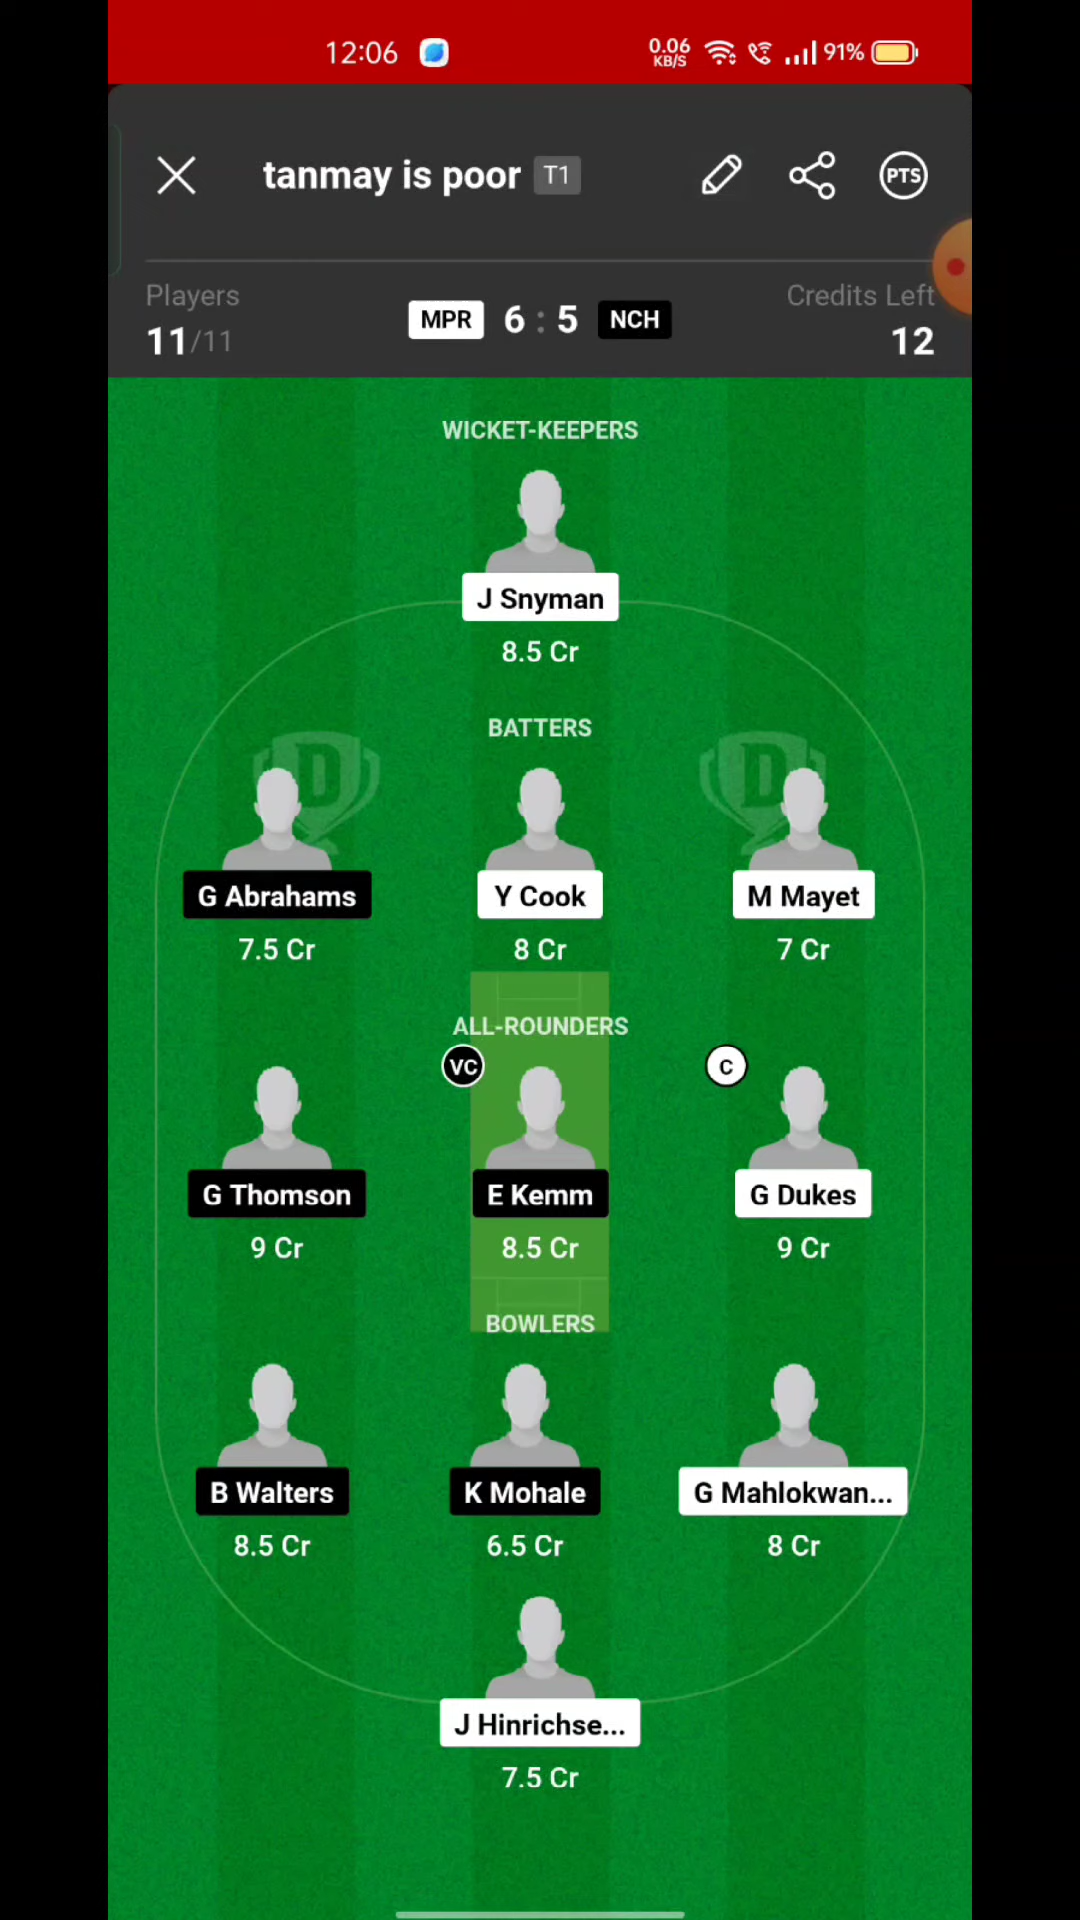 12:06 0.06 KB/S 91%
tanmay is poor T1 PTS
Players Credits Left
11/11 MPR 6 : 5 NCH 12
WICKET-KEEPERS
J Snyman
8.5 Cr
BATTERS
D D
G Abrahams Y Cook M Mayet
7.5 Cr 8 Cr 7 Cr
ALL-ROUNDERS
VC C
G Thomson E Kemm G Dukes
9 Cr 8.5 Cr 9 Cr
BOWLERS
B Walters K Mohale G Mahlokwan...
8.5 Cr 6.5 Cr 8 Cr
J Hinrichse...
7.5 Cr